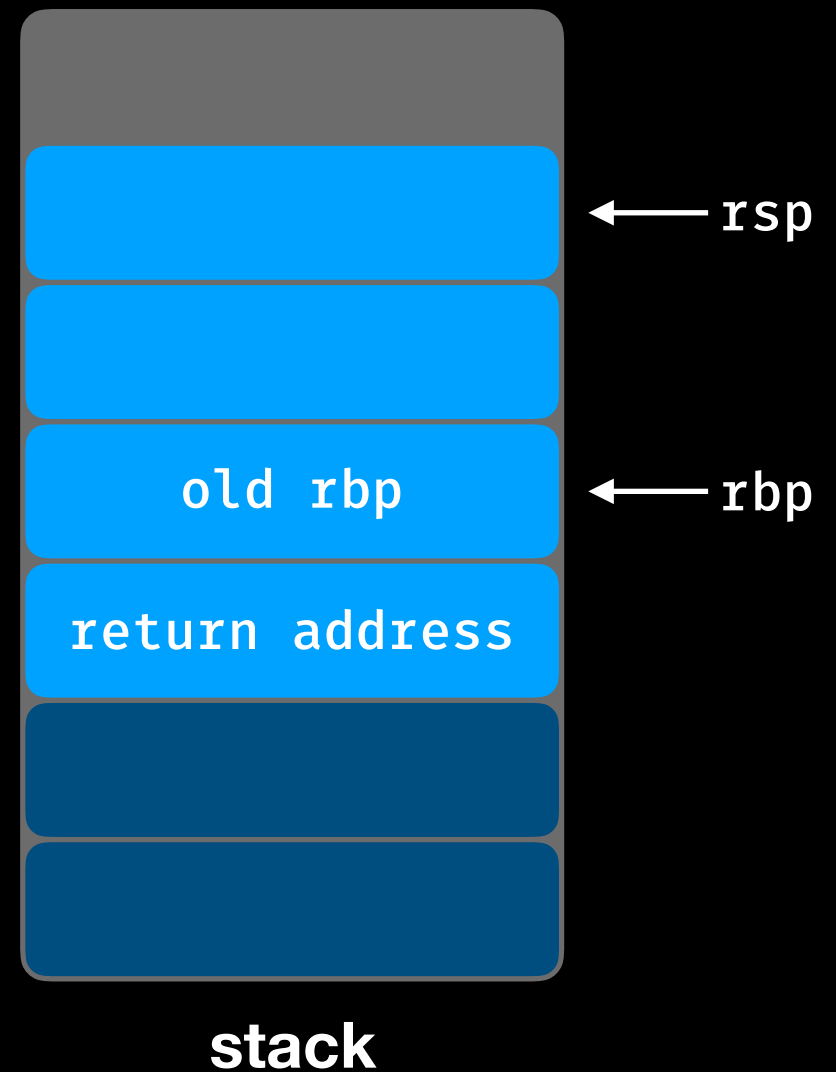 rsp
old rbp
rbp
return address
stack